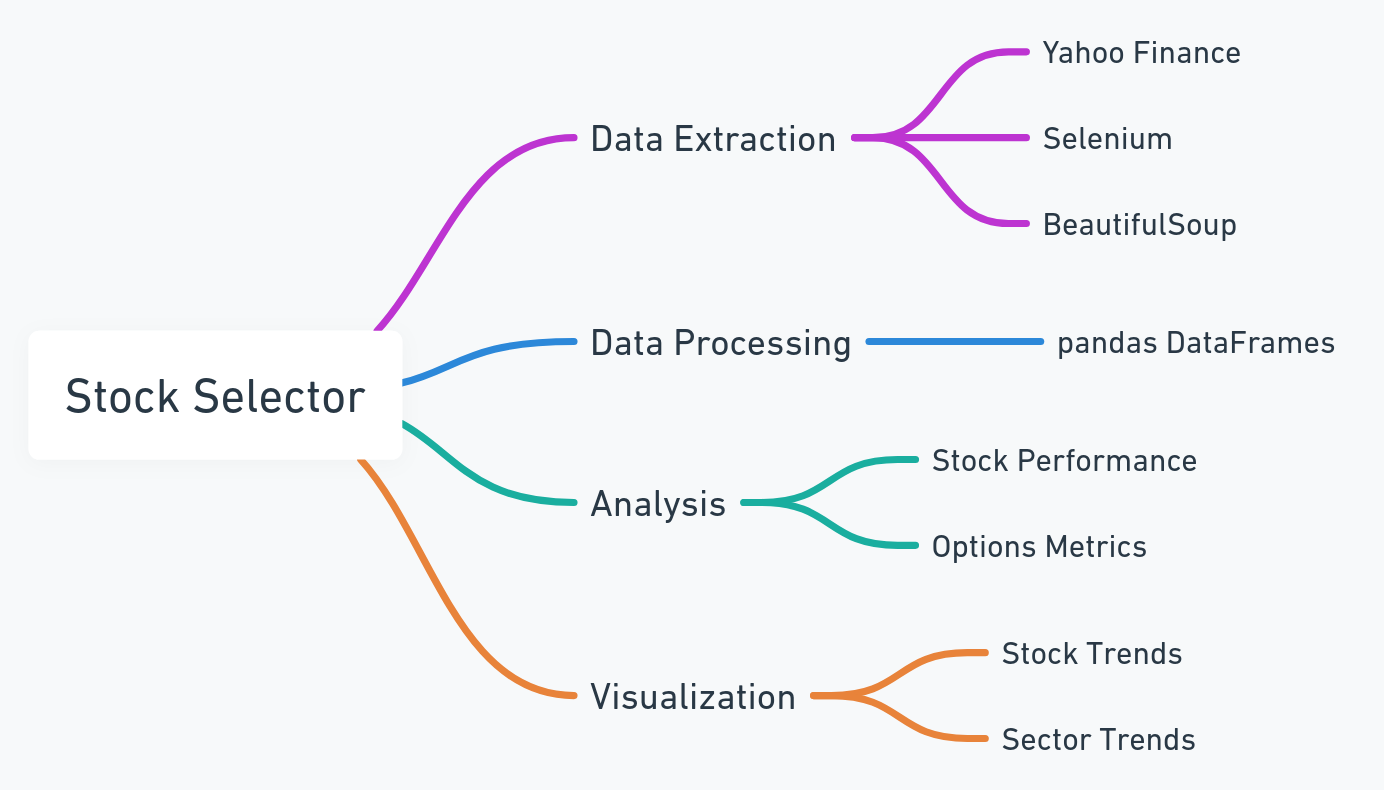 Stock Selector
Data Extraction
Yahoo Finance
Selenium
BeautifulSoup
Data Processing
pandas DataFrames
Analysis
Stock Performance
Options Metrics
Visualization
Stock Trends
Sector Trends